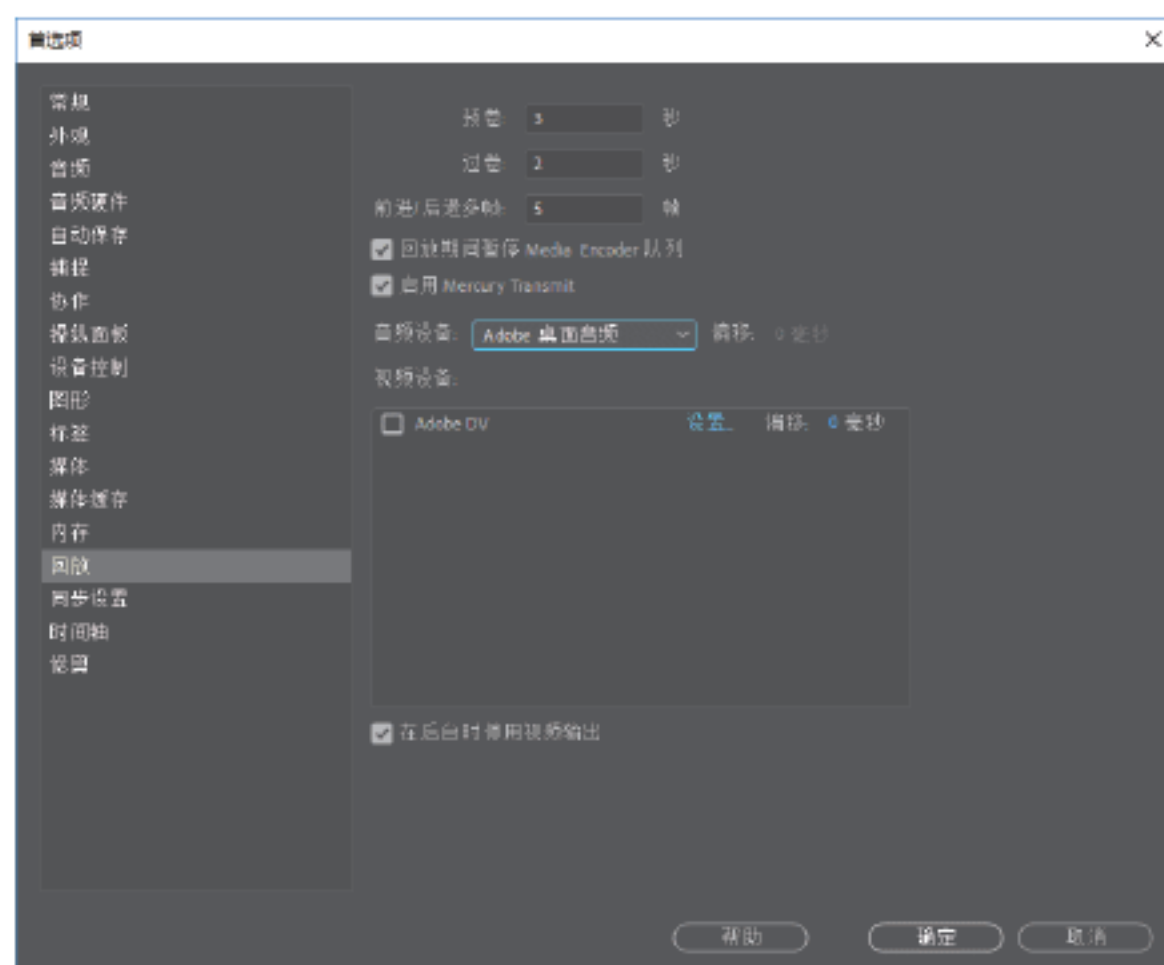 首选项
常规
外观
音频
音频硬件
自动保存
捕捉
协作
操纵面板
设备控制
图形
标签
媒体
媒体缓存
内存
回放
同步设置
时间轴
修剪
预卷: 3 秒
过卷: 2 秒
前进/后退多帧: 5 帧
回放期间暂停 Media Encoder 队列
启用 Mercury Transmit
音频设备: Adobe 桌面音频 偏移: 0 毫秒
视频设备:
Adobe DV 设置... 偏移: 0 毫秒
在后台时停用视频输出
帮助 确定 取消